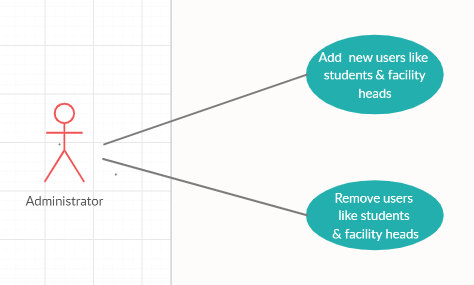 Add  new users like
students & facility
heads
Administrator
Remove users
like students
& facility heads